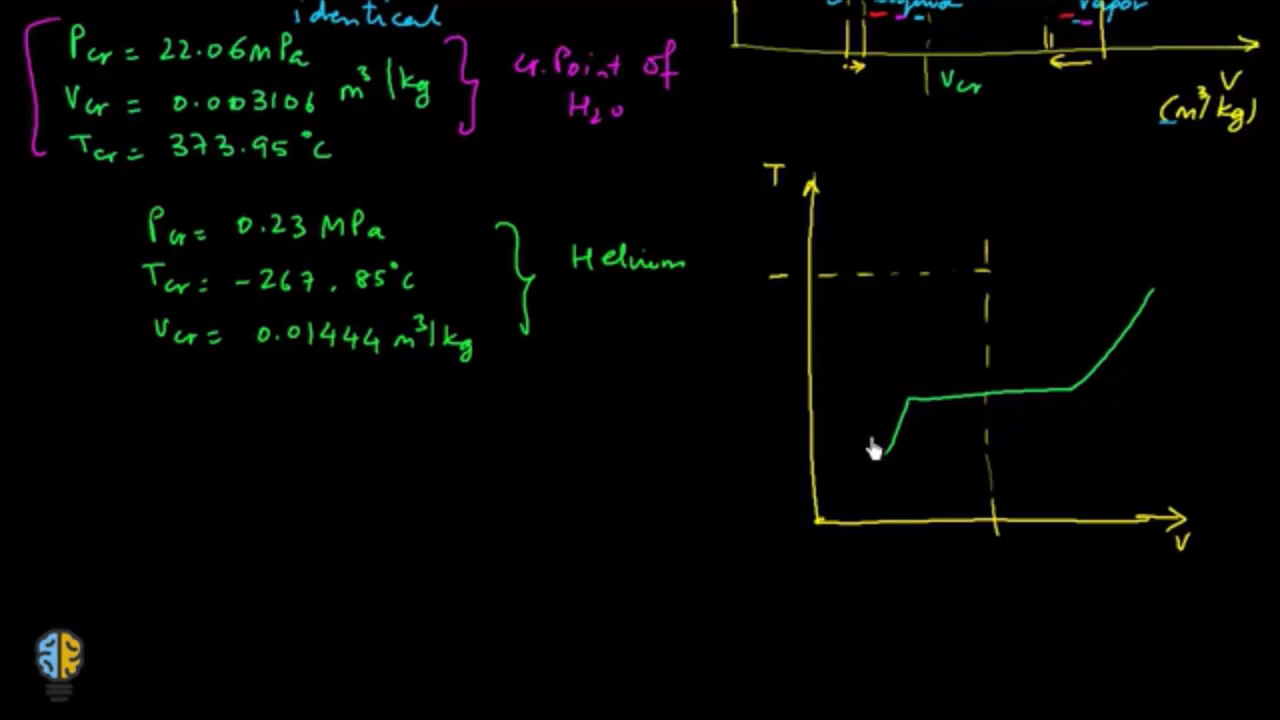 identical
Pcr = 22.06 mPa
Vcr = 0.003106 m³/kg
Tcr = 373.95°C
cr. Point of
H₂O
Pcr = 0.23 MPa
Tcr = -267.85°C
Vcr = 0.01444 m³/kg
Helium
vapor
Vcr
V
(m³/kg)
T
V